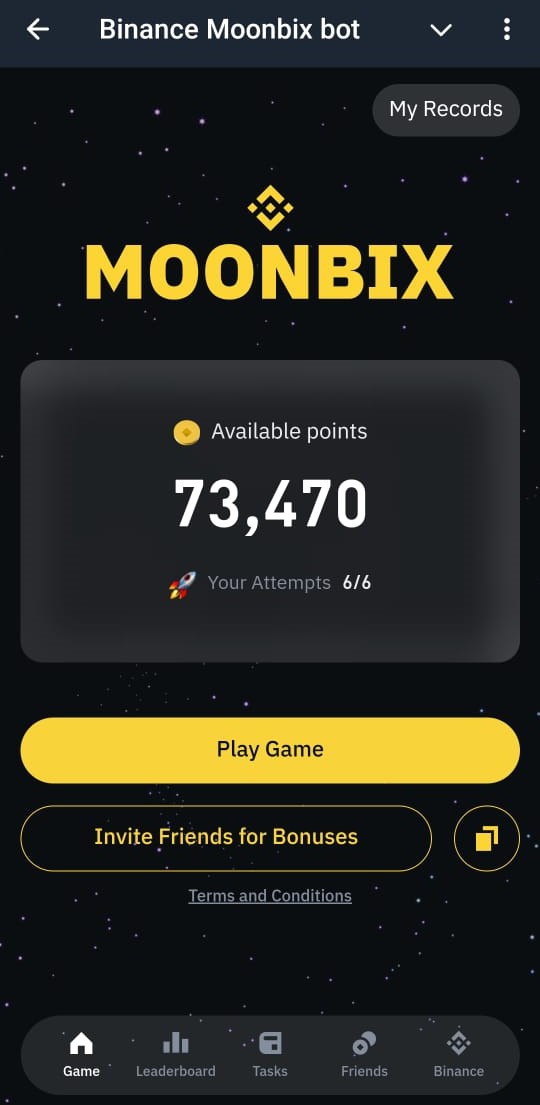 Binance Moonbix bot
My Records
MOONBIX
Available points
73,470
Your Attempts 6/6
Play Game
Invite Friends for Bonuses
Terms and Conditions
Game Leaderboard Tasks Friends Binance